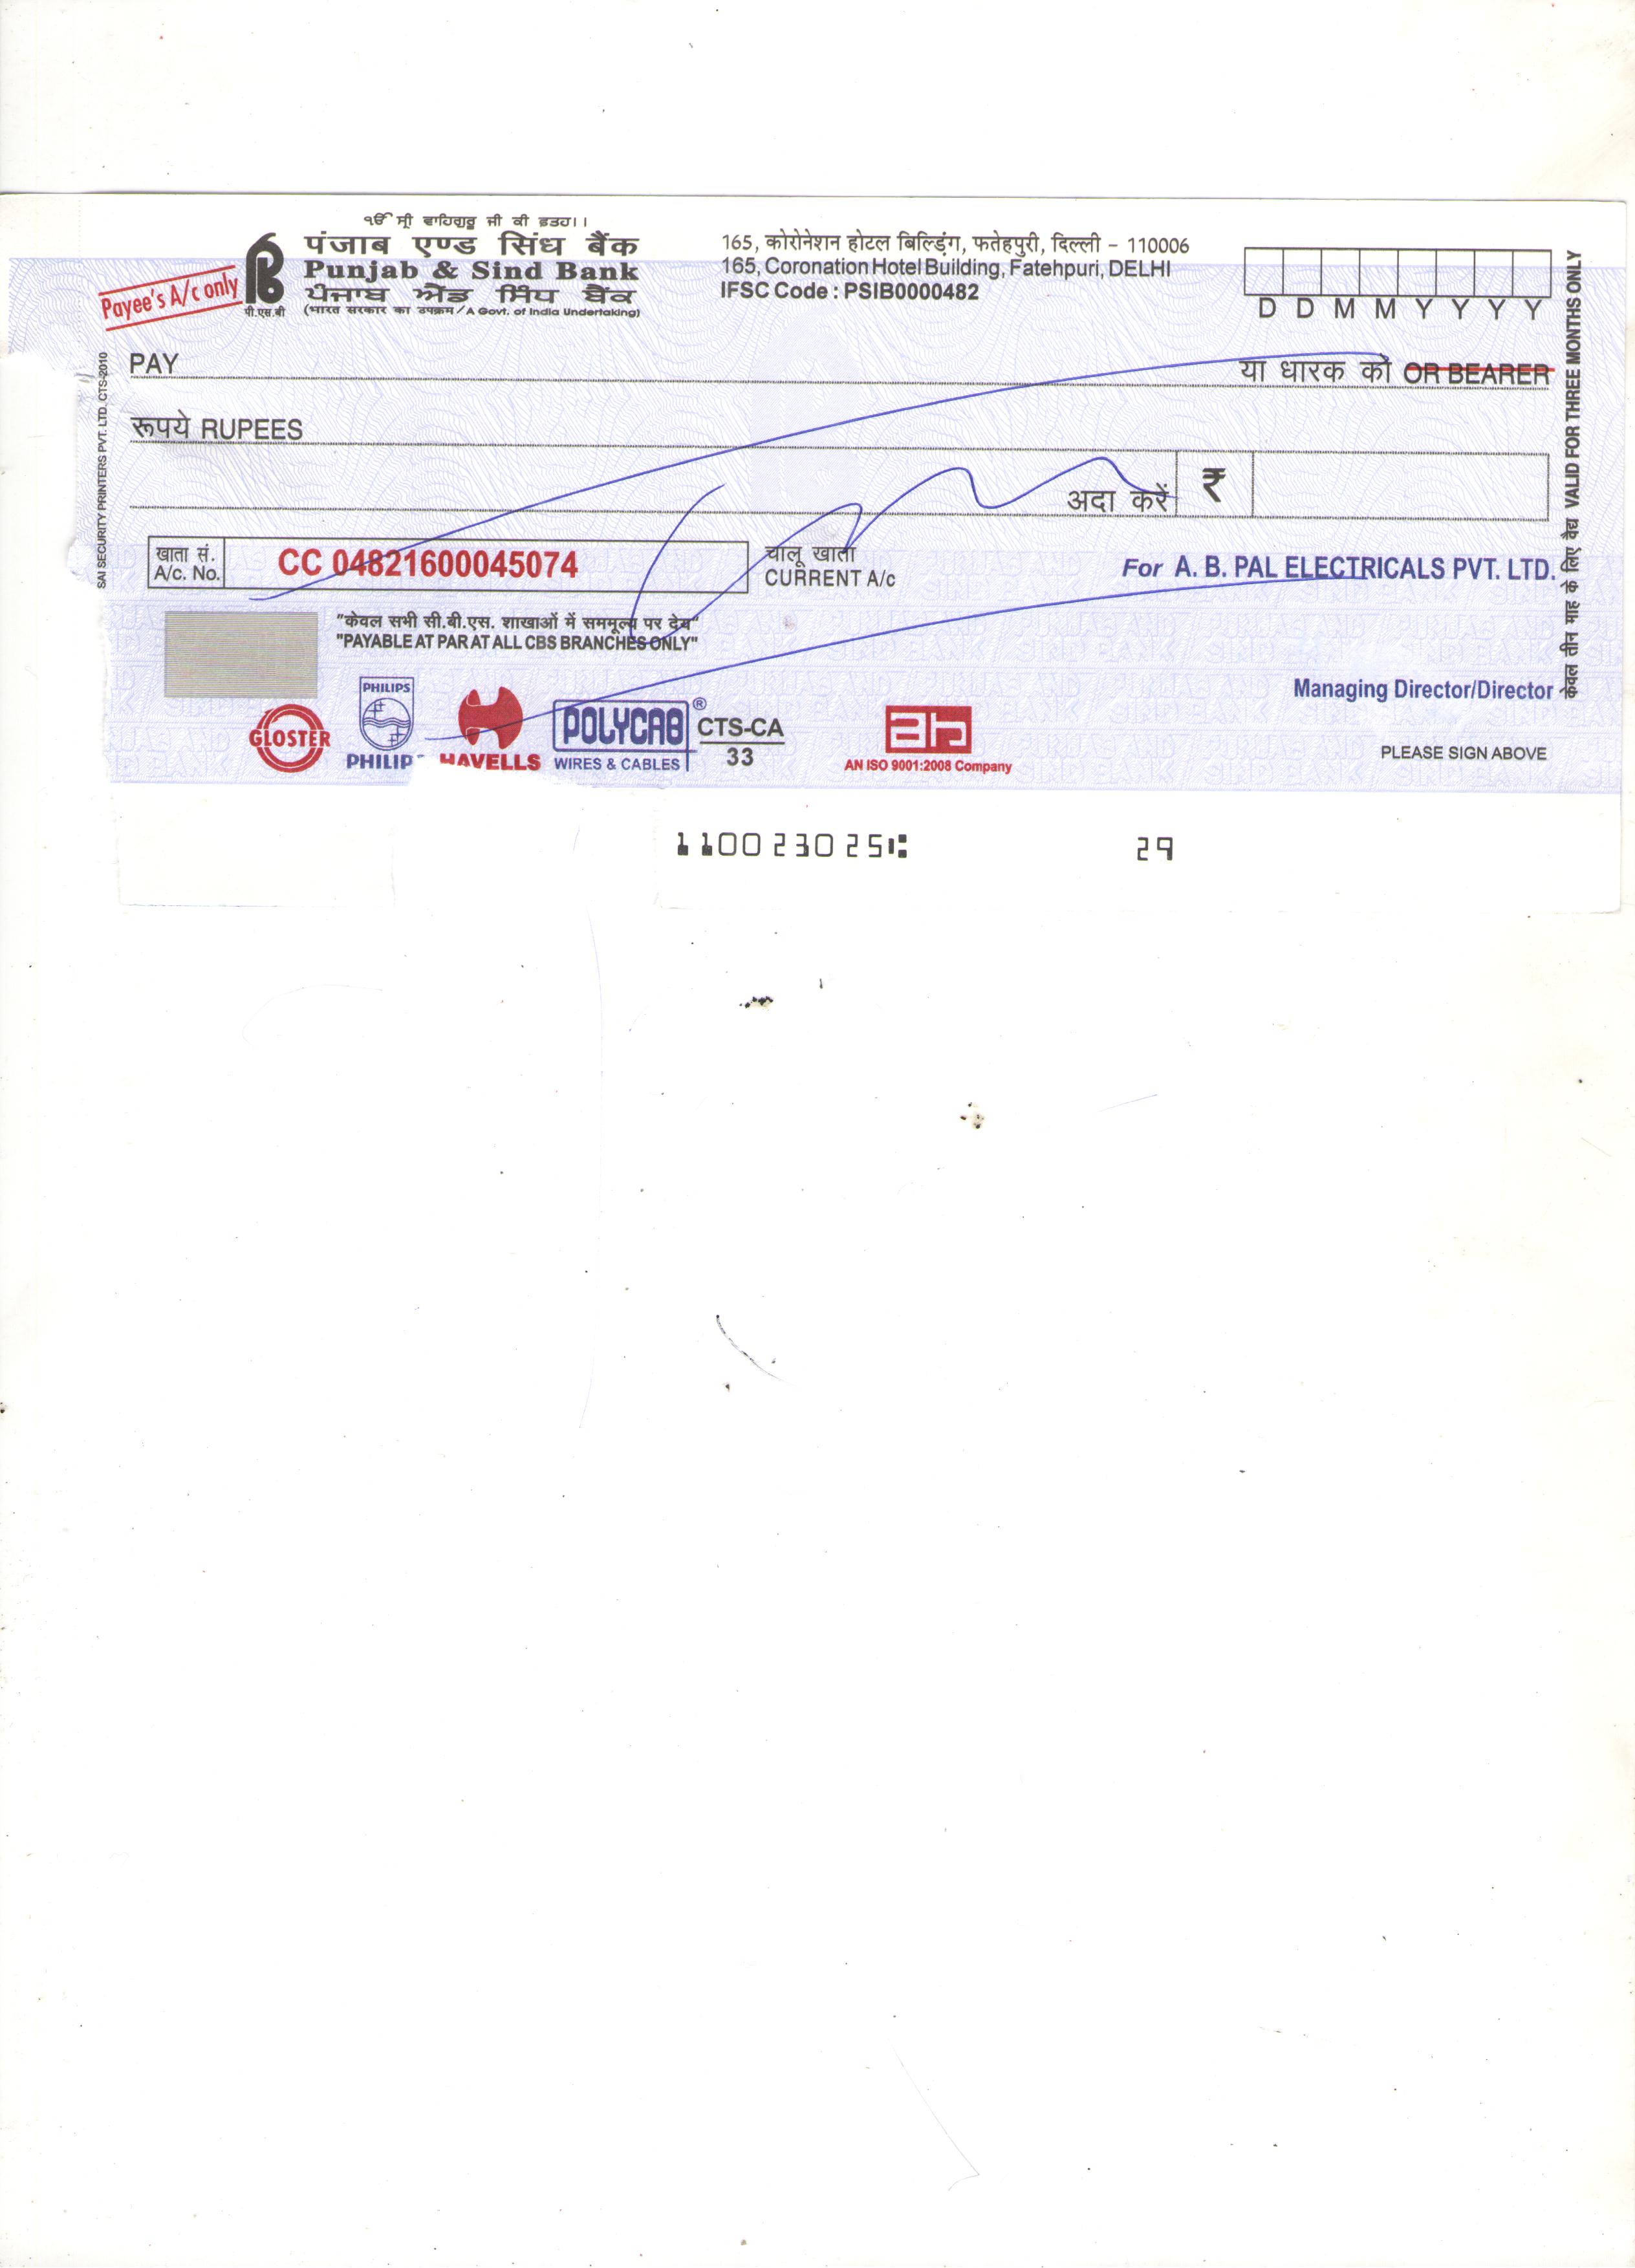 ੴ ਸ੍ਰੀ ਵਾਹਿਗੁਰੂ ਜੀ ਕੀ ਫ਼ਤਹ।।
पंजाब एण्ड सिंध बैंक
Punjab & Sind Bank
ਪੰਜਾਬ ਐਂਡ ਸਿੰਧ ਬੈਂਕ
(भारत सरकार का उपक्रम/A Govt. of India Undertaking)
पी.एस.बी
Payee's A/c only
165, कोरोनेशन होटल बिल्डिंग, फतेहपुरी, दिल्ली - 110006
165, Coronation Hotel Building, Fatehpuri, DELHI
IFSC Code : PSIB0000482
D D M M Y Y Y Y
PAY या धारक को OR BEARER
रूपये RUPEES
अदा करें ₹
खाता सं.
A/c. No. CC 04821600045074
चालू खाता
CURRENT A/c
For A. B. PAL ELECTRICALS PVT. LTD.
"केवल सभी सी.बी.एस. शाखाओं में सममूल्य पर देय"
"PAYABLE AT PAR AT ALL CBS BRANCHES ONLY"
Managing Director/Director
GLOSTER
PHILIPS
PHILIP
HAVELLS
POLYCAB ®
WIRES & CABLES
CTS-CA
33
AN ISO 9001:2008 Company
PLEASE SIGN ABOVE
SAI SECURITY PRINTERS PVT. LTD. CTS-2010
केवल तीन माह के लिए वैद्य VALID FOR THREE MONTHS ONLY
110023025⑆ 29